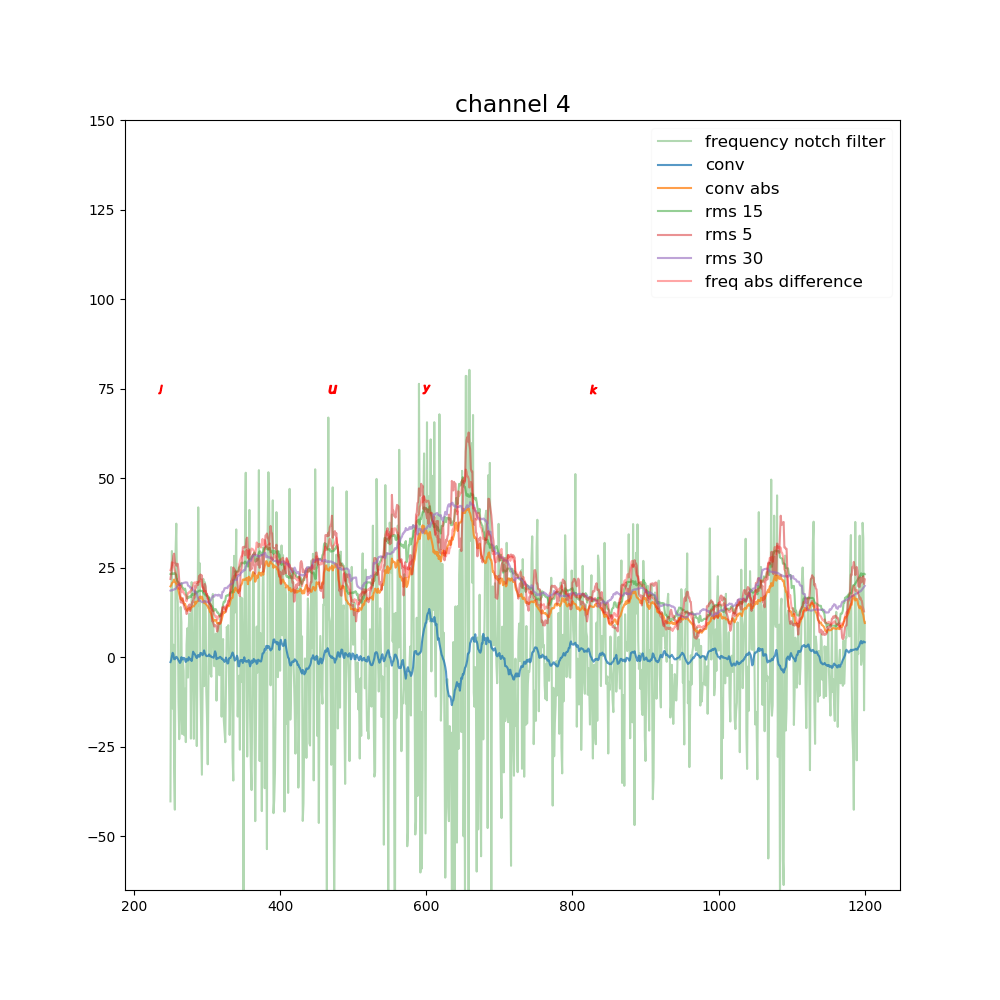 channel 4
150
125
100
75
50
25
0
−25
−50
frequency notch filter
conv
conv abs
rms 15
rms 5
rms 30
freq abs difference
j u y k
200 400 600 800 1000 1200